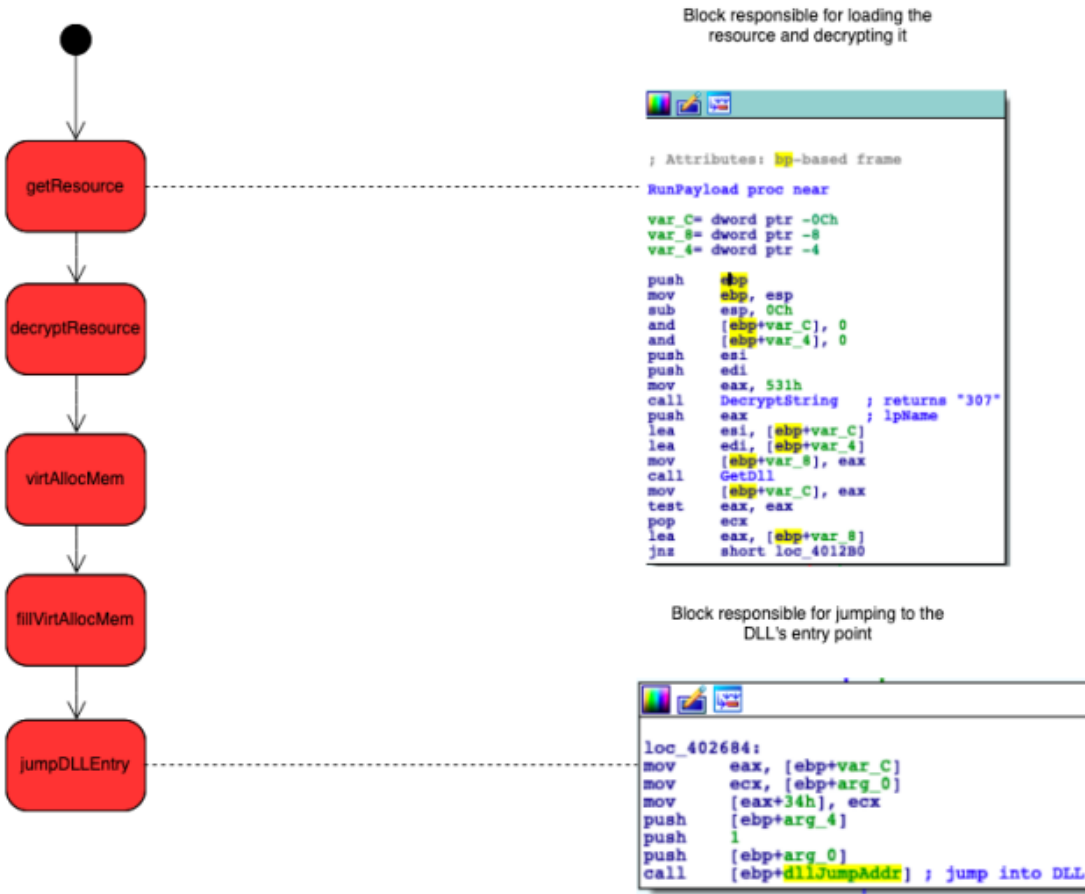 Block responsible for loading the
resource and decrypting it
getResource
decryptResource
virtAllocMem
fillVirtAllocMem
jumpDLLEntry
; Attributes: bp-based frame
RunPayload proc near
var_C= dword ptr -0Ch
var_8= dword ptr -8
var_4= dword ptr -4
push ebp
mov ebp, esp
sub esp, 0Ch
and [ebp+var_C], 0
and [ebp+var_4], 0
push esi
push edi
mov eax, 531h
call DecryptString ; returns "307"
push eax ; lpName
lea esi, [ebp+var_C]
lea edi, [ebp+var_4]
mov [ebp+var_8], eax
call GetDll
mov [ebp+var_C], eax
test eax, eax
pop ecx
lea eax, [ebp+var_8]
jnz short loc_4012B0
Block responsible for jumping to the
DLL's entry point
loc_402684:
mov eax, [ebp+var_C]
mov ecx, [ebp+arg_0]
mov [eax+34h], ecx
push [ebp+arg_4]
push 1
push [ebp+arg_0]
call [ebp+dllJumpAddr] ; jump into DLL